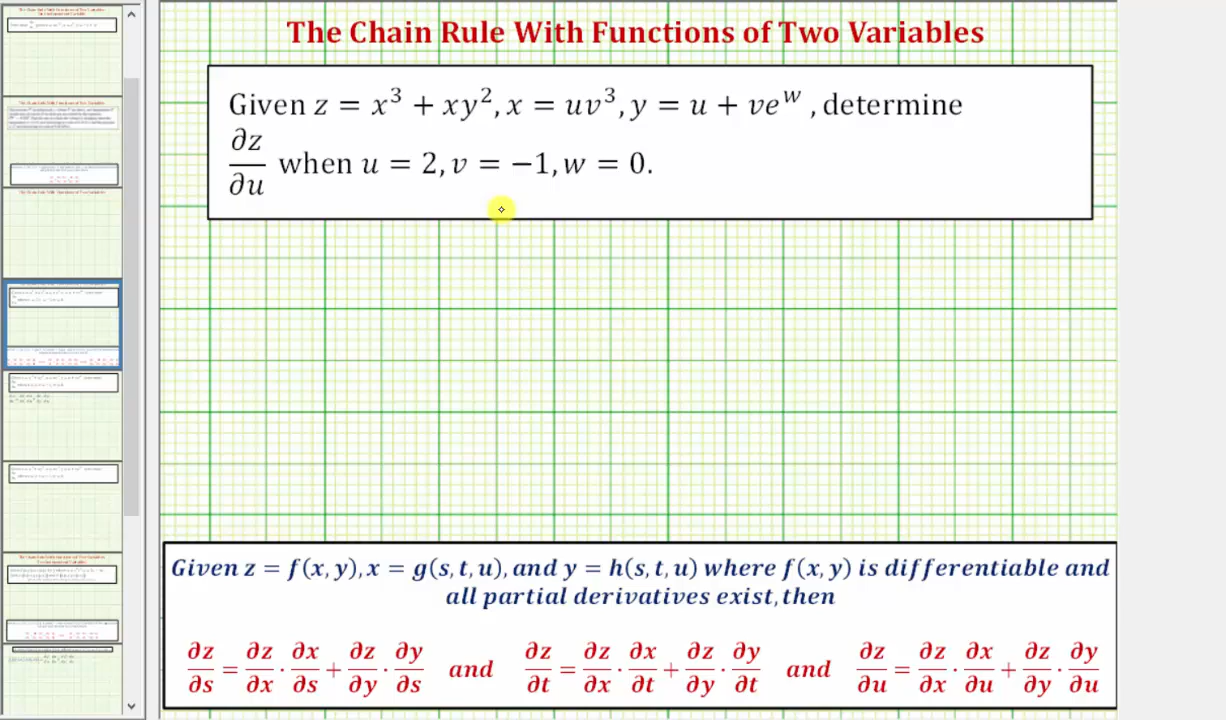 The Chain Rule With Functions of Two Variables
Given z = x³ + xy², x = uv³, y = u + veʷ, determine
∂z/∂u when u = 2, v = −1, w = 0.
Given z = f(x, y), x = g(s, t, u), and y = h(s, t, u) where f(x, y) is differentiable and
all partial derivatives exist, then
∂z/∂s = ∂z/∂x · ∂x/∂s + ∂z/∂y · ∂y/∂s and ∂z/∂t = ∂z/∂x · ∂x/∂t + ∂z/∂y · ∂y/∂t and ∂z/∂u = ∂z/∂x · ∂x/∂u + ∂z/∂y · ∂y/∂u